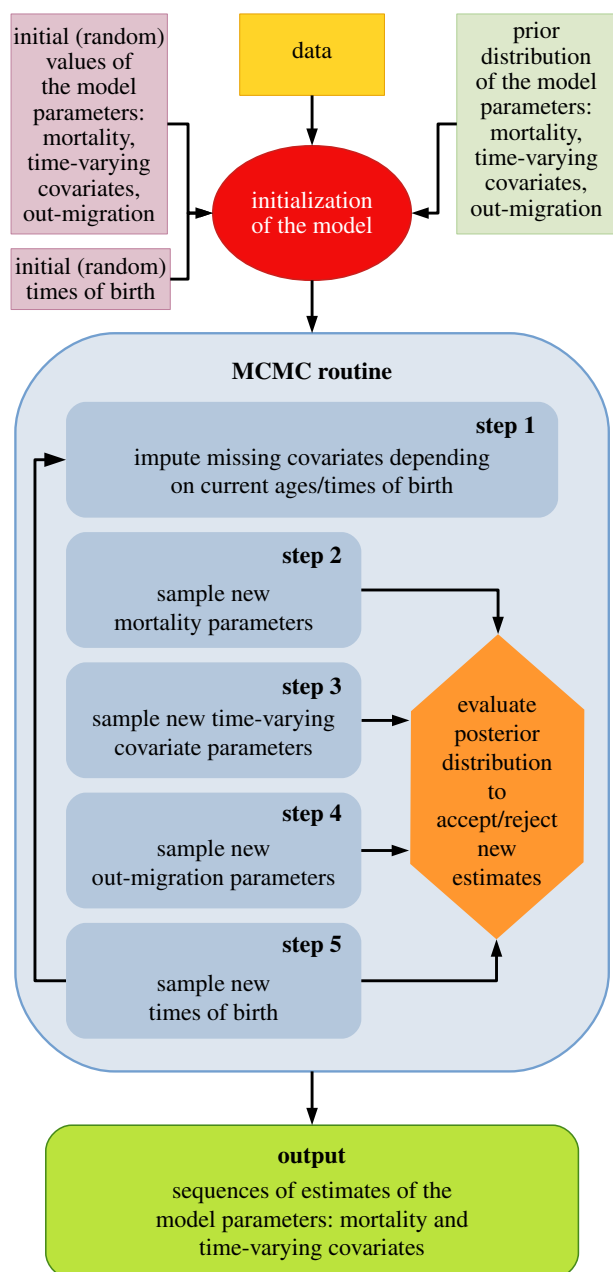 initial (random)
values of
the model
parameters:
mortality,
time-varying
covariates,
out-migration
initial (random)
times of birth
data
prior
distribution
of the model
parameters:
mortality,
time-varying
covariates,
out-migration
initialization
of the model
MCMC routine
step 1
impute missing covariates depending
on current ages/times of birth
step 2
sample new
mortality parameters
step 3
sample new time-varying
covariate parameters
step 4
sample new
out-migration parameters
step 5
sample new
times of birth
evaluate
posterior
distribution
to
accept/reject
new
estimates
output
sequences of estimates of the
model parameters: mortality and
time-varying covariates